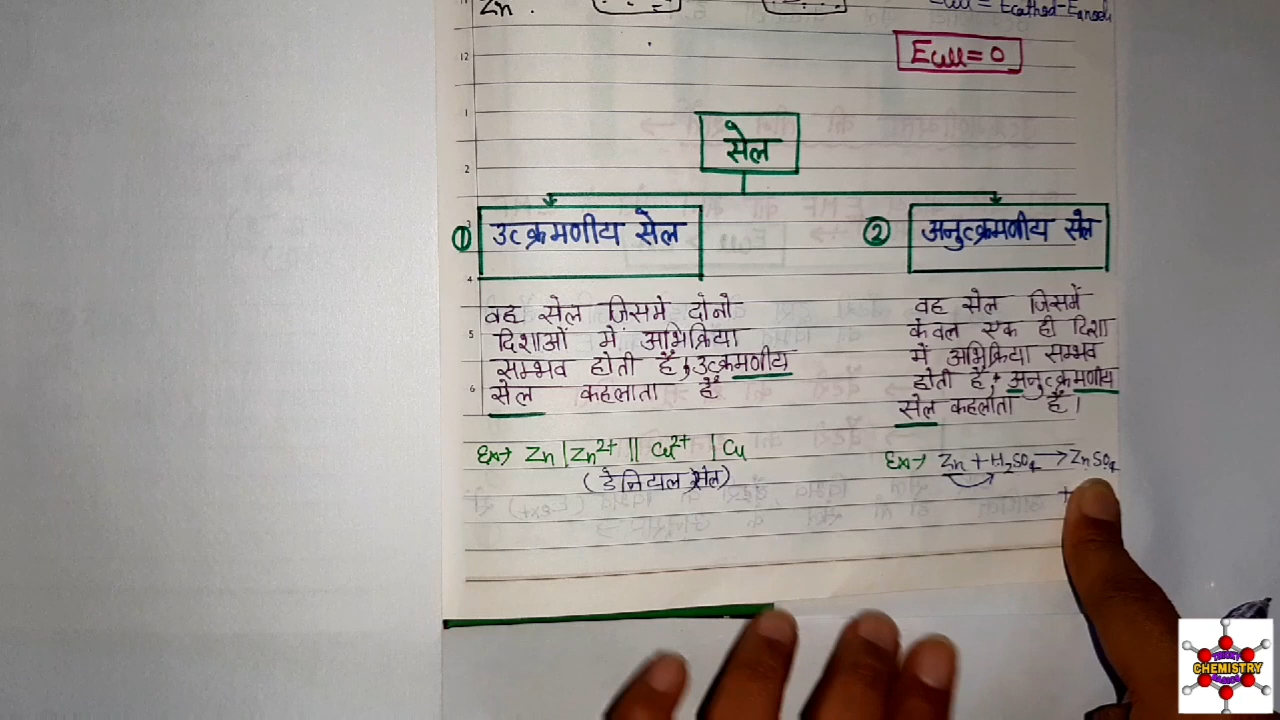 Zn .
Ecell = Ecathod-Eanode
Ecell = 0
सेल
① उत्क्रमणीय सेल
② अनुत्क्रमणीय सेल
वह सेल जिसमें दोनो
दिशाओं में अभिक्रिया
सम्भव होती है, उत्क्रमणीय
सेल कहलाता है
Ex→ Zn | Zn²⁺ || Cu²⁺ | Cu
(डेनियल सेल)
वह सेल जिसमें
केवल एक ही दिशा
में अभिक्रिया सम्भव
होती है, अनुत्क्रमणीय
सेल कहलाता है।
Ex→ Zn + H₂SO₄ → ZnSO₄
+
CHEMISTRY